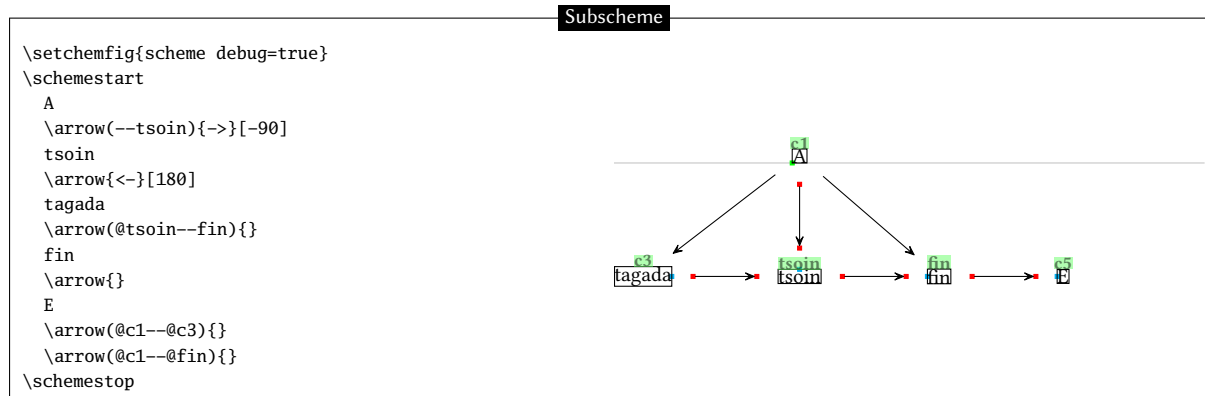 Subscheme
\setchemfig{scheme debug=true}
\schemestart
A
\arrow(--tsoin){->}[-90]
tsoin
\arrow{<-}[180]
tagada
\arrow(@tsoin--fin){}
fin
\arrow{}
E
\arrow(@c1--@c3){}
\arrow(@c1--@fin){}
\schemestop
c1
A
c3 tsoin fin c5
tagada tsoin fin E